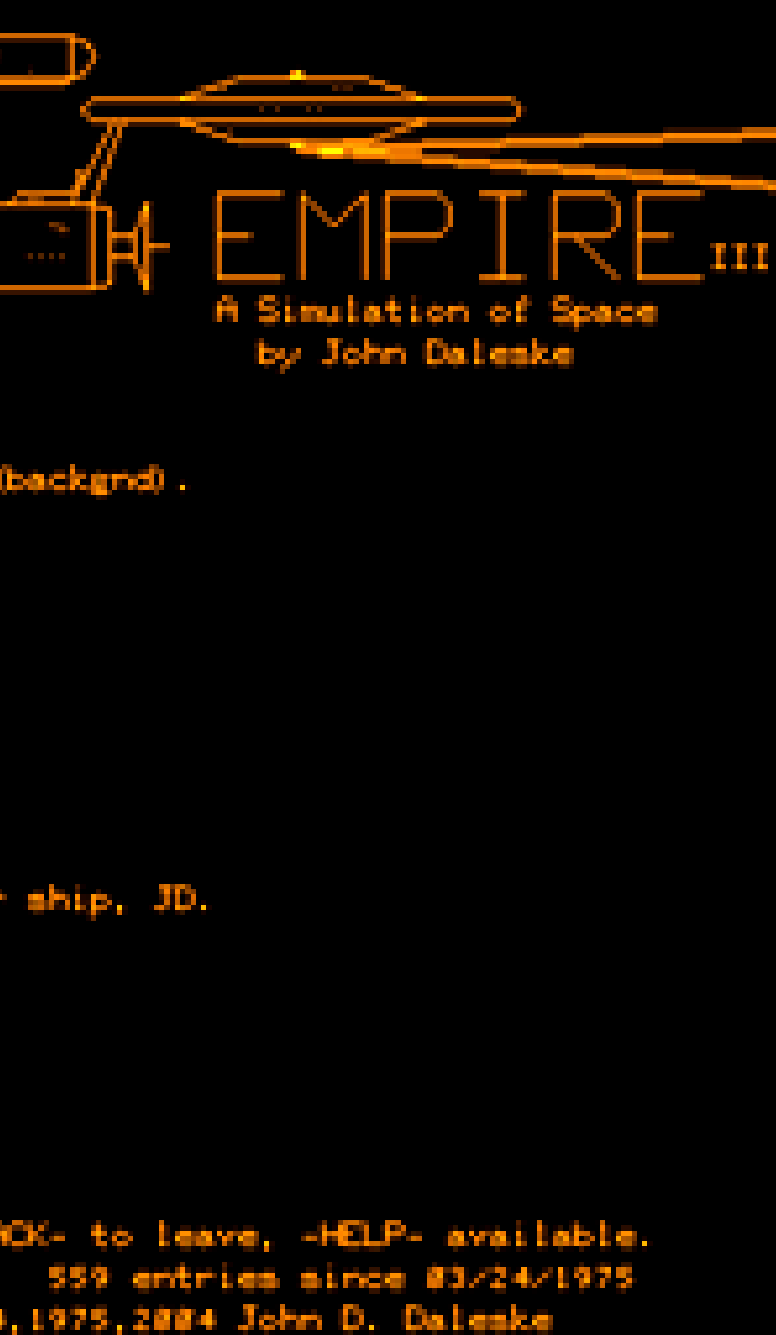 EMPIRE III
A Simulation of Space
by John Daleske
(backgnd).
ship, JD.
to leave, -HELP- available.
559 entries since 03/24/1975
,1975,2004 John D. Daleske